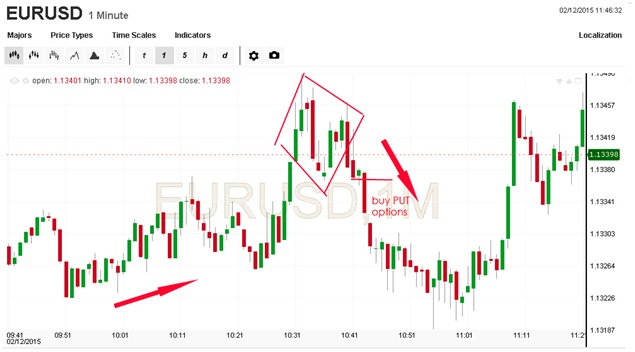 EURUSD 1 Minute
02/12/2015 11:46:32
Majors Price Types Time Scales Indicators Localization
t 1 5 h d
open: 1.13401 high: 1.13410 low: 1.13398 close: 1.13398
1.13490
1.13457
1.13419
1.13398
1.13380
1.13341
1.13303
1.13264
1.13226
1.13187
EURUSD,1M
buy PUT
options
09:41 09:51 10:01 10:11 10:21 10:31 10:41 10:51 11:01 11:11 11:21
02/12/2015